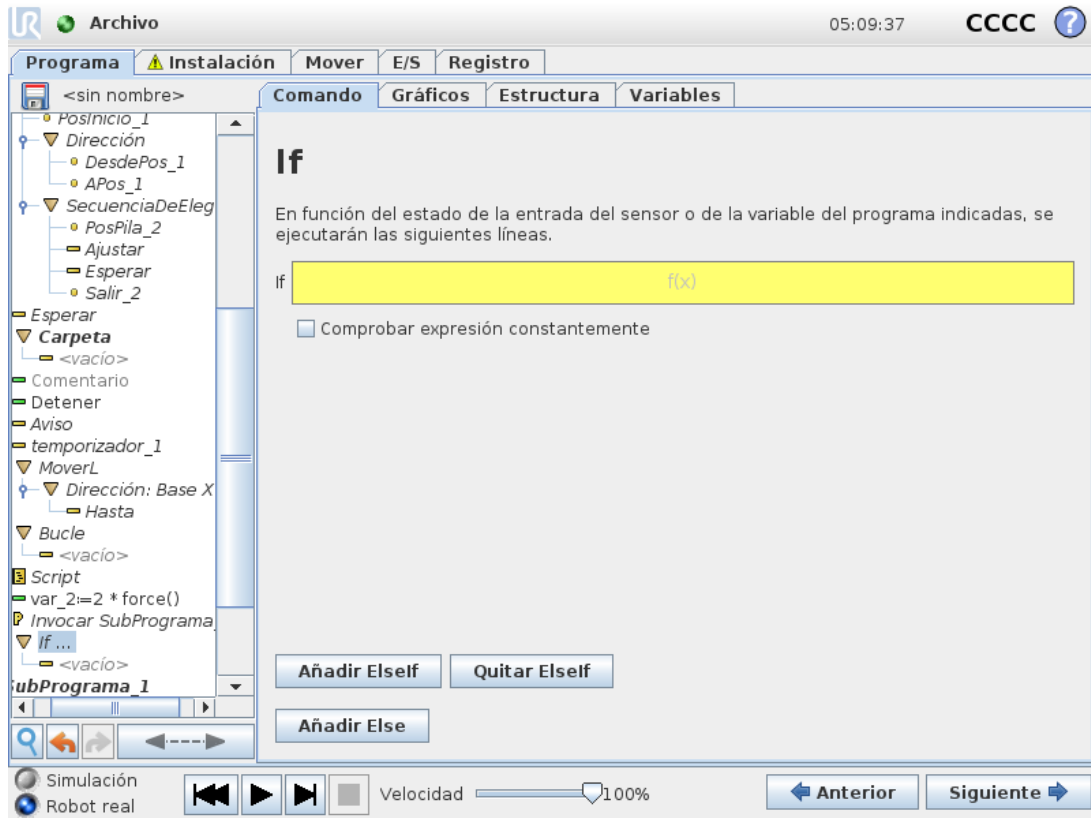 UR Archivo 05:09:37 CCCC ?
Programa Instalación Mover E/S Registro
<sin nombre>
Comando Gráficos Estructura Variables
PosInicio_1
Dirección
DesdePos_1
APos_1
SecuenciaDeEleg
PosPila_2
Ajustar
Esperar
Salir_2
Esperar
Carpeta
<vacío>
Comentario
Detener
Aviso
temporizador_1
MoverL
Dirección: Base X
Hasta
Bucle
<vacío>
Script
var_2:=2 * force()
P Invocar SubPrograma_
If ...
<vacío>
SubPrograma_1
If
En función del estado de la entrada del sensor o de la variable del programa indicadas, se
ejecutarán las siguientes líneas.
If f(x)
Comprobar expresión constantemente
Añadir ElseIf Quitar ElseIf
Añadir Else
Simulación
Robot real
Velocidad 100%
Anterior Siguiente